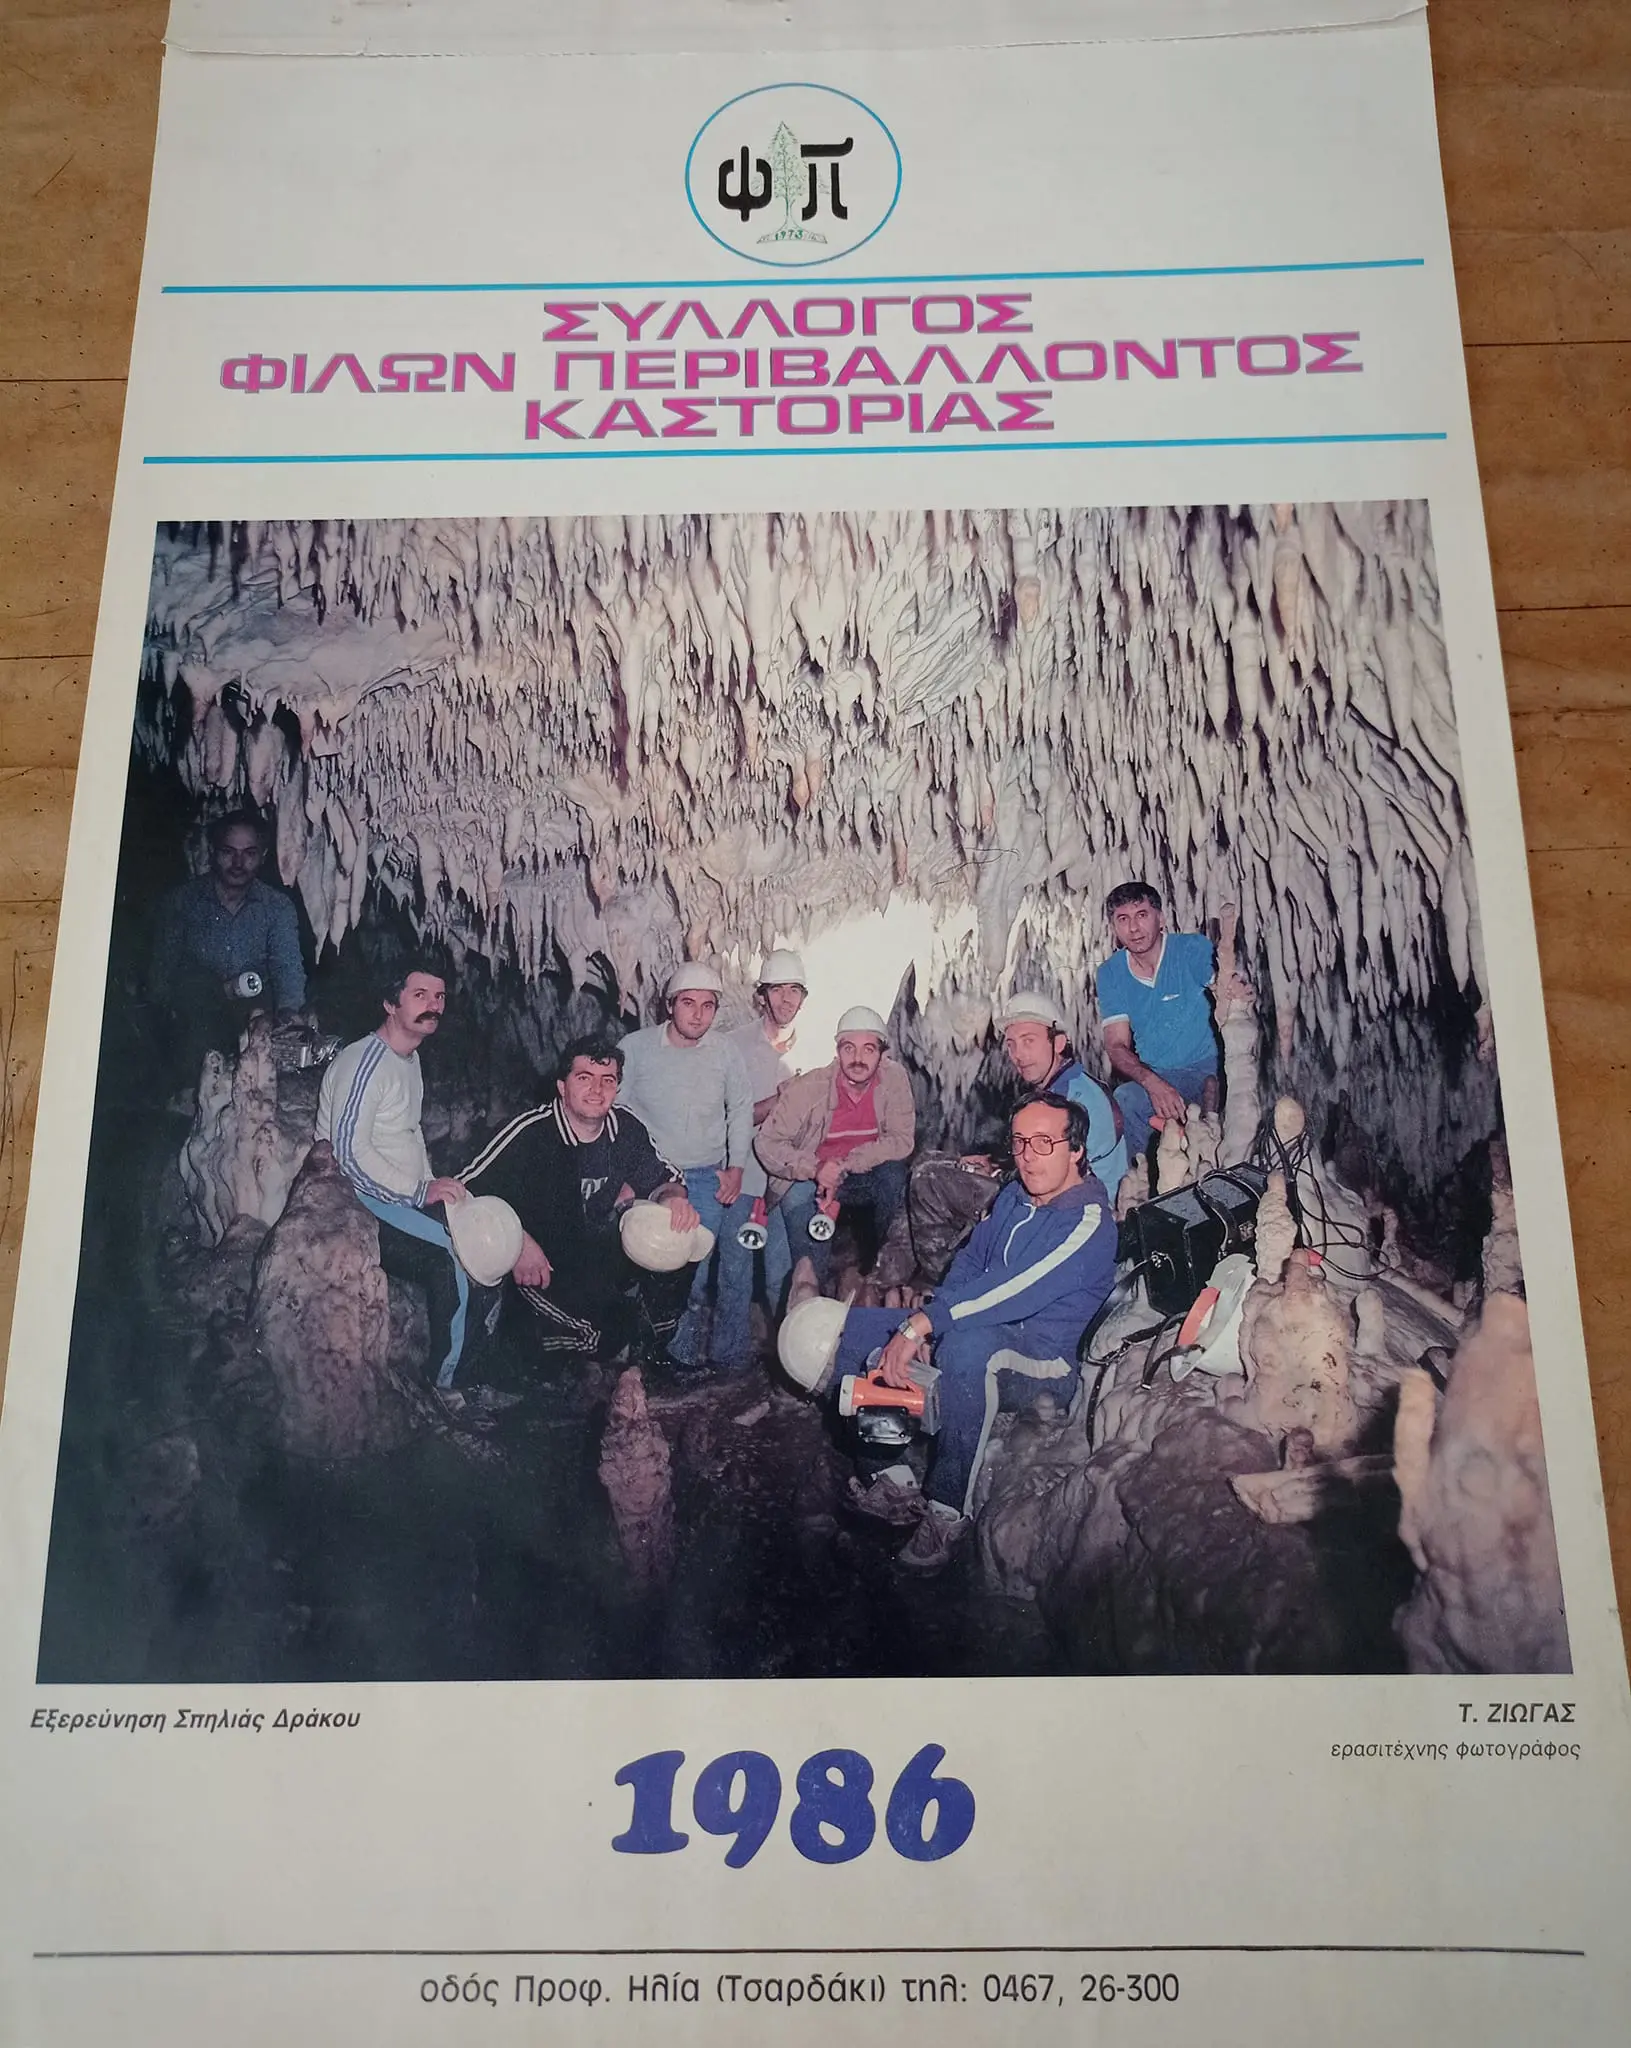 Φ Π
1973
ΣΥΛΛΟΓΟΣ
ΦΙΛΩΝ ΠΕΡΙΒΑΛΛΟΝΤΟΣ
ΚΑΣΤΟΡΙΑΣ
Εξερεύνηση Σπηλιάς Δράκου
Τ. ΖΙΩΓΑΣ
ερασιτέχνης φωτογράφος
1986
οδός Προφ. Ηλία (Τσαρδάκι) τηλ: 0467, 26-300